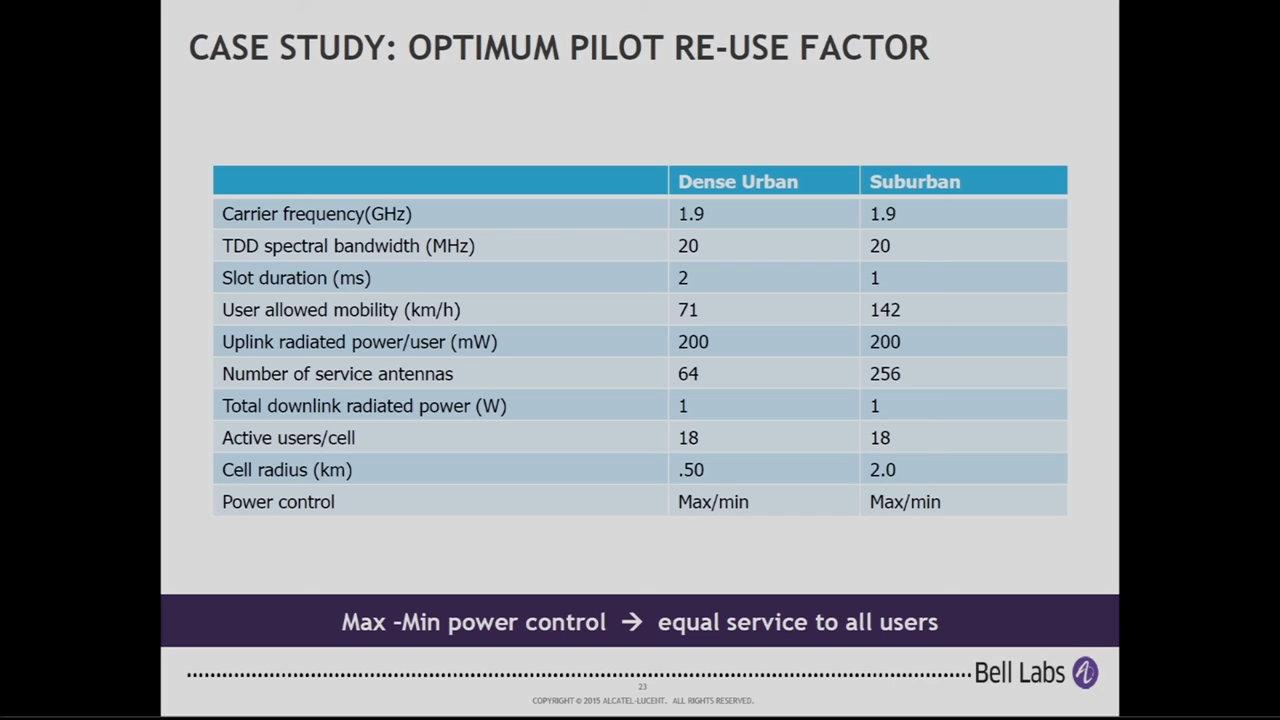 CASE STUDY: OPTIMUM PILOT RE-USE FACTOR
Dense Urban Suburban
Carrier frequency(GHz) 1.9 1.9
TDD spectral bandwidth (MHz) 20 20
Slot duration (ms) 2 1
User allowed mobility (km/h) 71 142
Uplink radiated power/user (mW) 200 200
Number of service antennas 64 256
Total downlink radiated power (W) 1 1
Active users/cell 18 18
Cell radius (km) .50 2.0
Power control Max/min Max/min
Max –Min power control → equal service to all users
Bell Labs
23
COPYRIGHT © 2015 ALCATEL-LUCENT. ALL RIGHTS RESERVED.